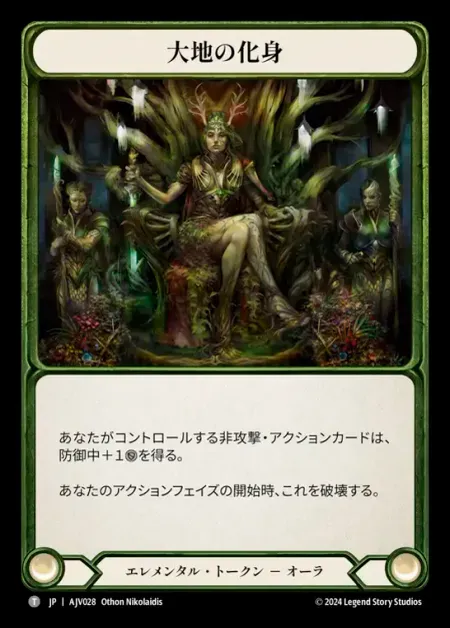 大地の化身
あなたがコントロールする非攻撃・アクションカードは、
防御中＋１を得る。
あなたのアクションフェイズの開始時、これを破壊する。
エレメンタル・トークン － オーラ
T JP | AJV028 Othon Nikolaidis
© 2024 Legend Story Studios